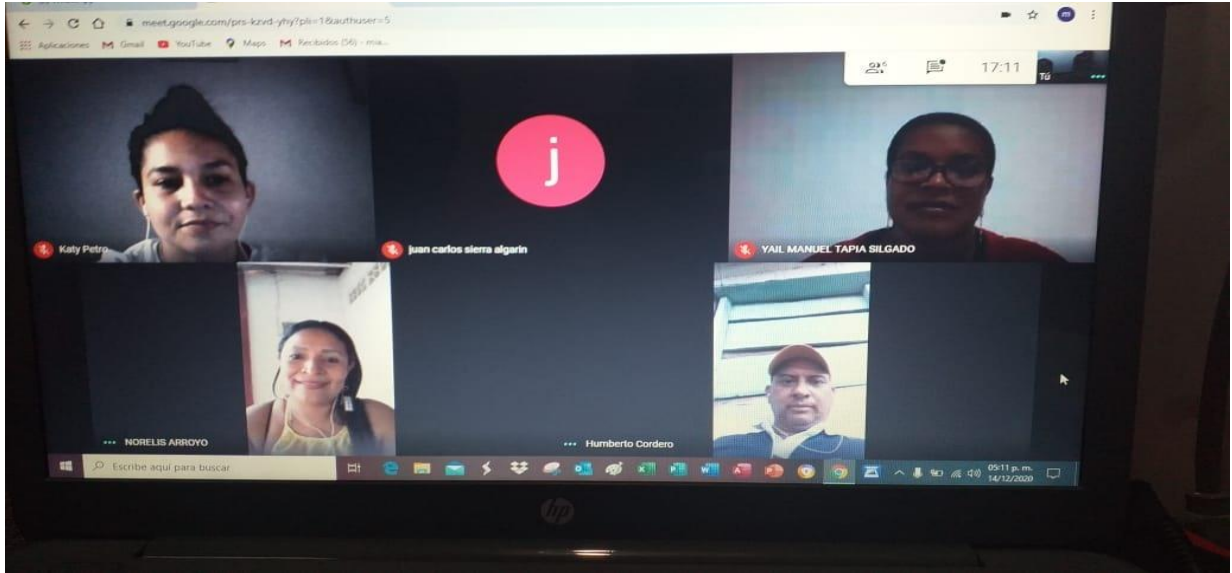 meet.google.com/prs-kzvd-yhy?pli=1&authuser=5
Aplicaciones
Gmail
YouTube
Maps
Recibidos (56) - mia...
6
17:11
Tú
j
Katy Petro
juan carlos sierra algarin
YAIL MANUEL TAPIA SILGADO
NORELIS ARROYO
Humberto Cordero
Escribe aquí para buscar
05:11 p. m.
14/12/2020
hp